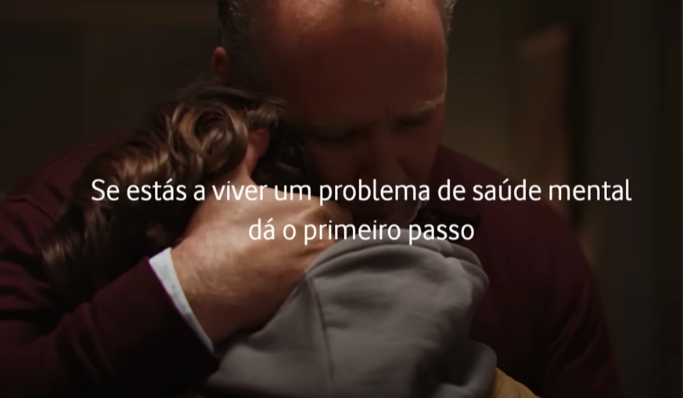 Se estás a viver um problema de saúde mental
dá o primeiro passo